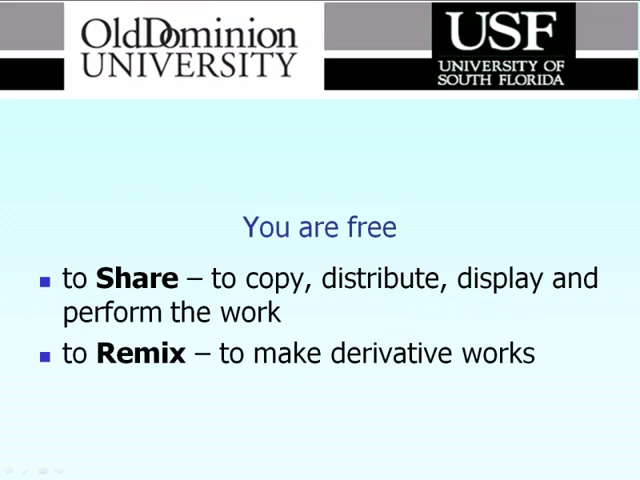 OldDominion
UNIVERSITY
USF
UNIVERSITY OF
SOUTH FLORIDA
You are free
to Share – to copy, distribute, display and
perform the work
to Remix – to make derivative works